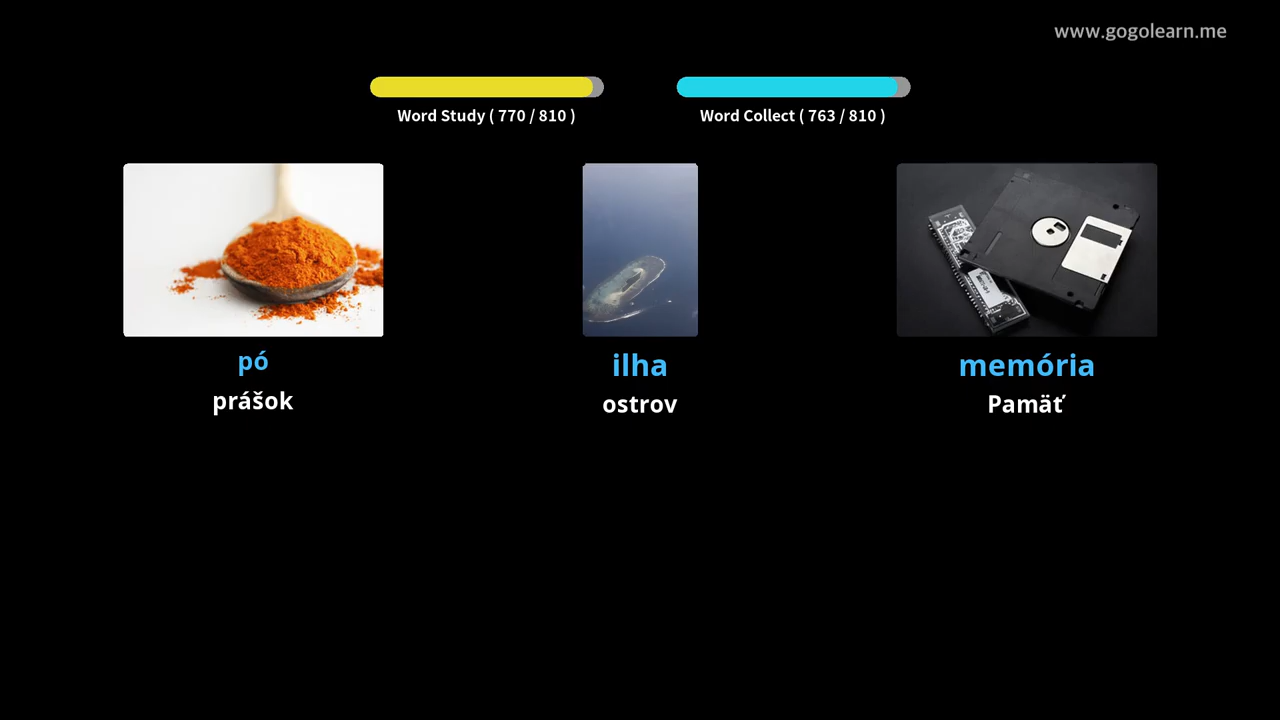 www.gogolearn.me
Word Study ( 770 / 810 )
Word Collect ( 763 / 810 )
pó
ilha
memória
prášok
ostrov
Pamäť